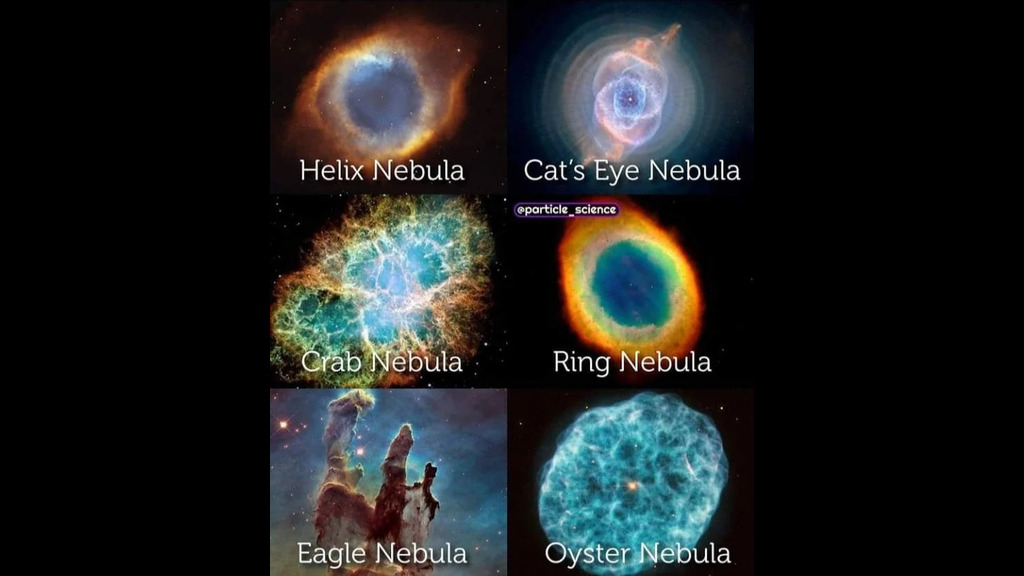 Helix Nebula
Cat's Eye Nebula
@particle_science
Crab Nebula
Ring Nebula
Eagle Nebula
Oyster Nebula